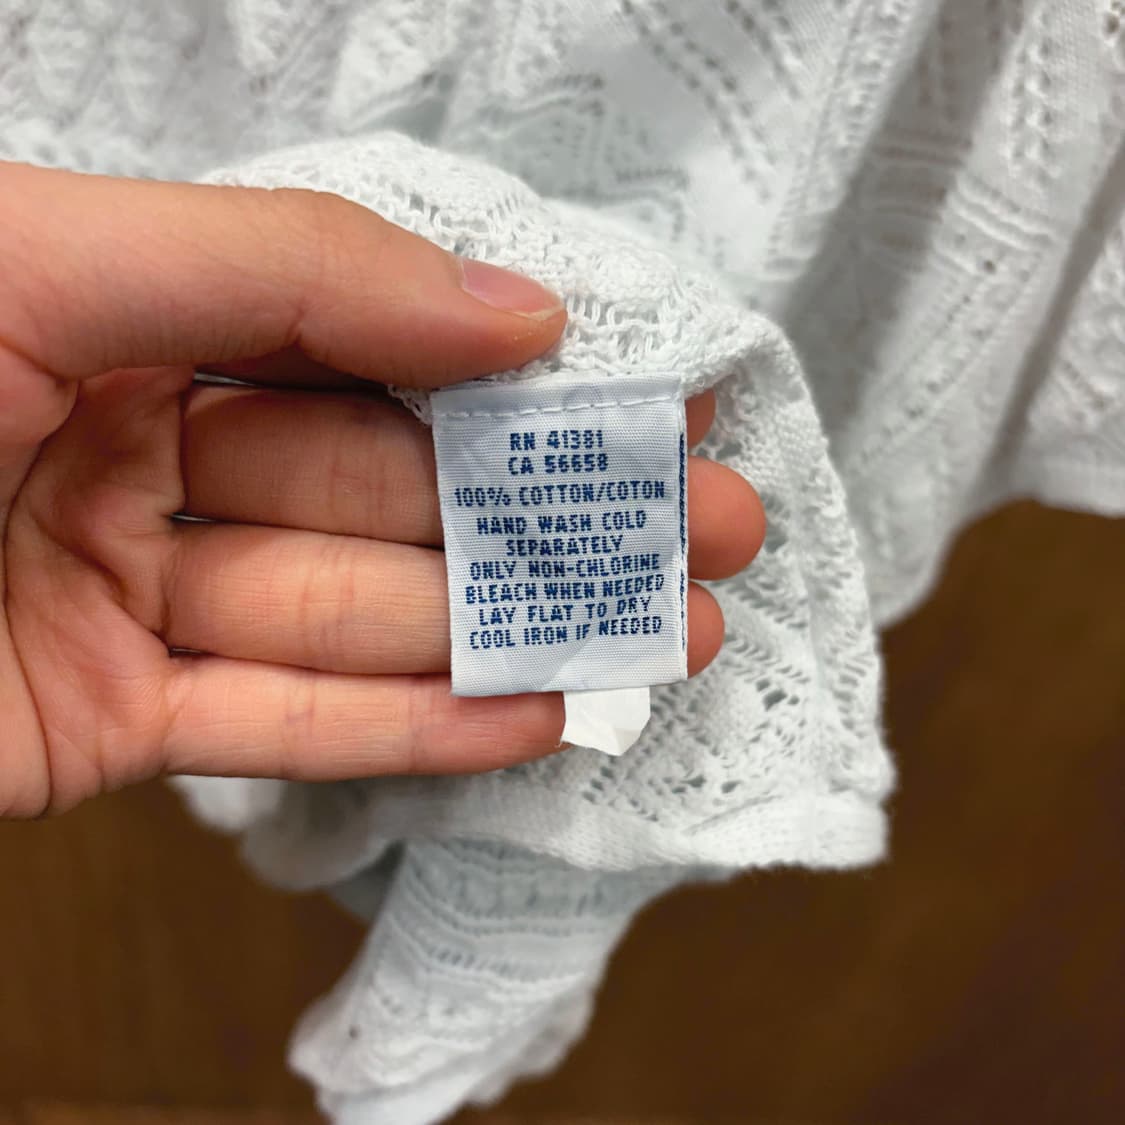 RN 41381
CA 56658
100% COTTON/COTON
HAND WASH COLD
SEPARATELY
ONLY NON-CHLORINE
BLEACH WHEN NEEDED
LAY FLAT TO DRY
COOL IRON IF NEEDED